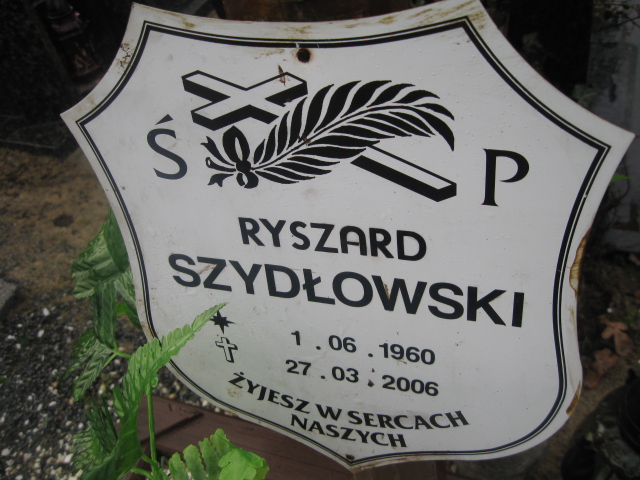 Ś P
RYSZARD
SZYDŁOWSKI
1.06.1960
27.03.2006
ŻYJESZ W SERCACH
NASZYCH